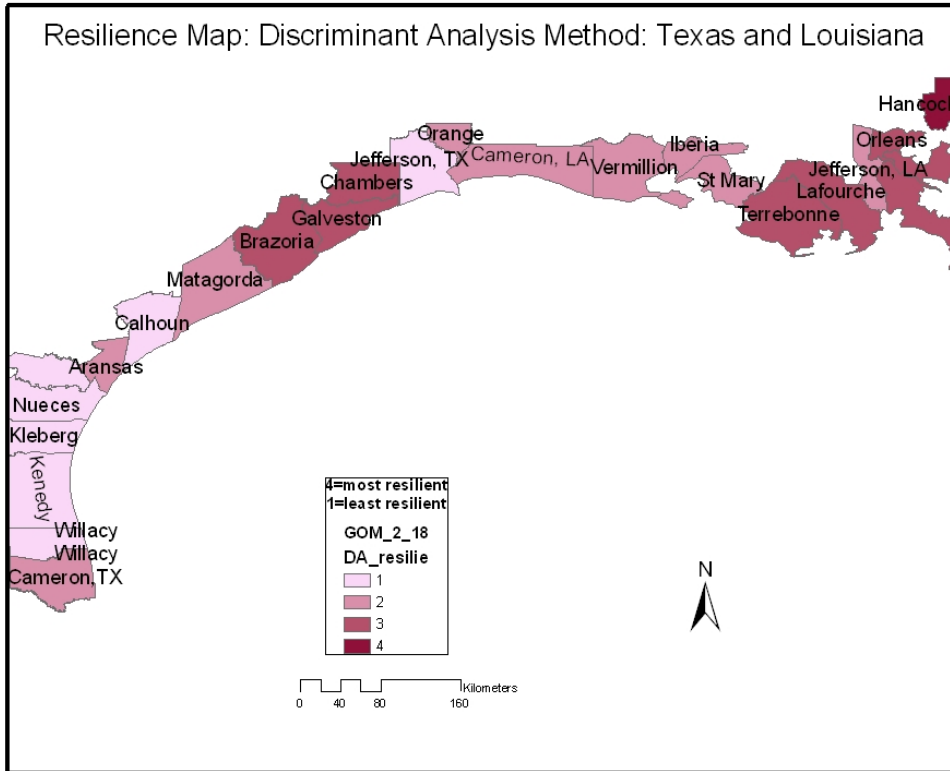 Resilience Map: Discriminant Analysis Method: Texas and Louisiana
Hancock
Orange
Iberia
Orleans
Jefferson, TX
Cameron, LA
Vermillion
Jefferson, LA
Chambers
St Mary
Lafourche
Galveston
Terrebonne
Brazoria
Matagorda
Calhoun
Aransas
Nueces
Kleberg
Kenedy
Willacy
Willacy
Cameron,TX
4=most resilient
1=least resilient
GOM_2_18
DA_resilie
1
2
3
4
N
Kilometers
0 40 80 160